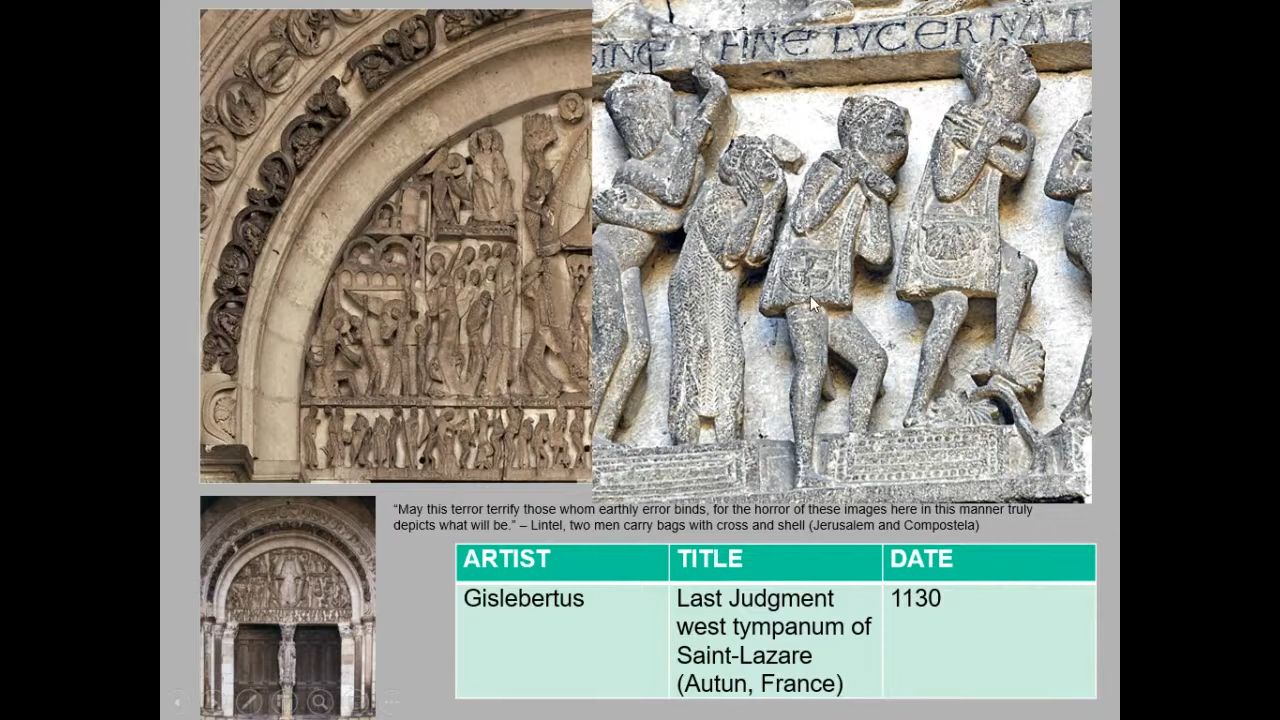 SINE FINE LVCERNA
“May this terror terrify those whom earthly error binds, for the horror of these images here in this manner truly
depicts what will be.” – Lintel, two men carry bags with cross and shell (Jerusalem and Compostela)
ARTIST TITLE DATE
Gislebertus Last Judgment 1130
west tympanum of
Saint-Lazare
(Autun, France)